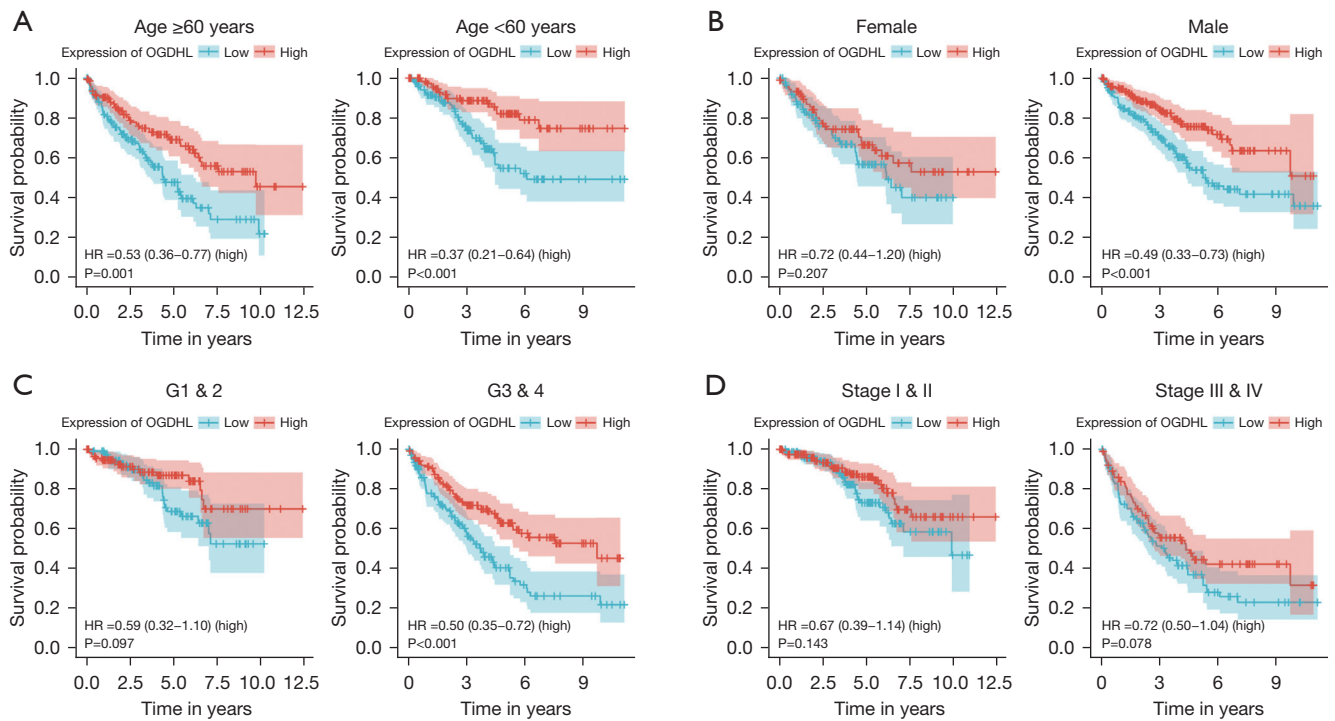 A
Age ≥60 years
Expression of OGDHL Low High
Survival probability
1.0
0.8
0.6
0.4
0.2
0.0
HR =0.53 (0.36–0.77) (high)
P=0.001
0.0 2.5 5.0 7.5 10.0 12.5
Time in years
Age <60 years
Expression of OGDHL Low High
Survival probability
1.0
0.8
0.6
0.4
0.2
0.0
HR =0.37 (0.21–0.64) (high)
P<0.001
0 3 6 9
Time in years
B
Female
Expression of OGDHL Low High
Survival probability
1.0
0.8
0.6
0.4
0.2
0.0
HR =0.72 (0.44–1.20) (high)
P=0.207
0.0 2.5 5.0 7.5 10.0 12.5
Time in years
Male
Expression of OGDHL Low High
Survival probability
1.0
0.8
0.6
0.4
0.2
0.0
HR =0.49 (0.33–0.73) (high)
P<0.001
0 3 6 9
Time in years
C
G1 & 2
Expression of OGDHL Low High
Survival probability
1.0
0.8
0.6
0.4
0.2
0.0
HR =0.59 (0.32–1.10) (high)
P=0.097
0.0 2.5 5.0 7.5 10.0 12.5
Time in years
G3 & 4
Expression of OGDHL Low High
Survival probability
1.0
0.8
0.6
0.4
0.2
0.0
HR =0.50 (0.35–0.72) (high)
P<0.001
0 3 6 9
Time in years
D
Stage I & II
Expression of OGDHL Low High
Survival probability
1.0
0.8
0.6
0.4
0.2
0.0
HR =0.67 (0.39–1.14) (high)
P=0.143
0.0 2.5 5.0 7.5 10.0 12.5
Time in years
Stage III & IV
Expression of OGDHL Low High
Survival probability
1.0
0.8
0.6
0.4
0.2
0.0
HR =0.72 (0.50–1.04) (high)
P=0.078
0 3 6 9
Time in years